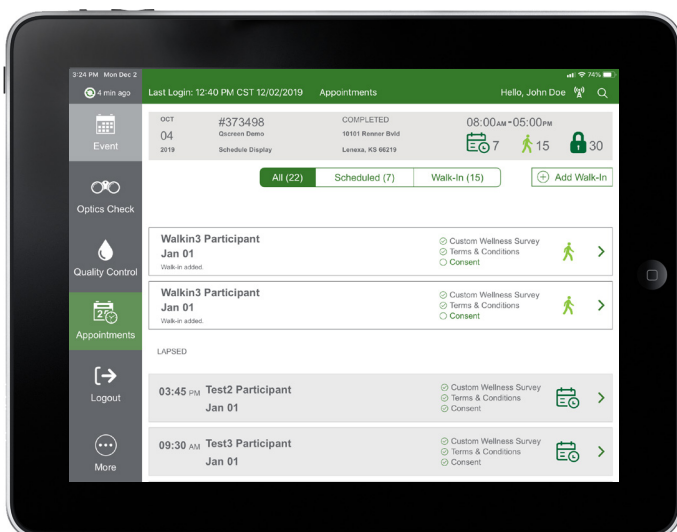 3:24 PM Mon Dec 2
74%
4 min ago
Last Login: 12:40 PM CST 12/02/2019 Appointments Hello, John Doe
Event
OCT
04
2019
#373498
Qscreen Demo
Schedule Display
COMPLETED
10101 Renner Bvld
Lenexa, KS 66219
08:00AM-05:00PM
7 15 30
All (22) Scheduled (7) Walk-In (15) Add Walk-In
Optics Check
Quality Control
Appointments
Logout
More
Walkin3 Participant
Jan 01
Walk-in added.
Custom Wellness Survey
Terms & Conditions
Consent
Walkin3 Participant
Jan 01
Walk-in added.
Custom Wellness Survey
Terms & Conditions
Consent
LAPSED
03:45 PM Test2 Participant
Jan 01
Custom Wellness Survey
Terms & Conditions
Consent
09:30 AM Test3 Participant
Jan 01
Custom Wellness Survey
Terms & Conditions
Consent